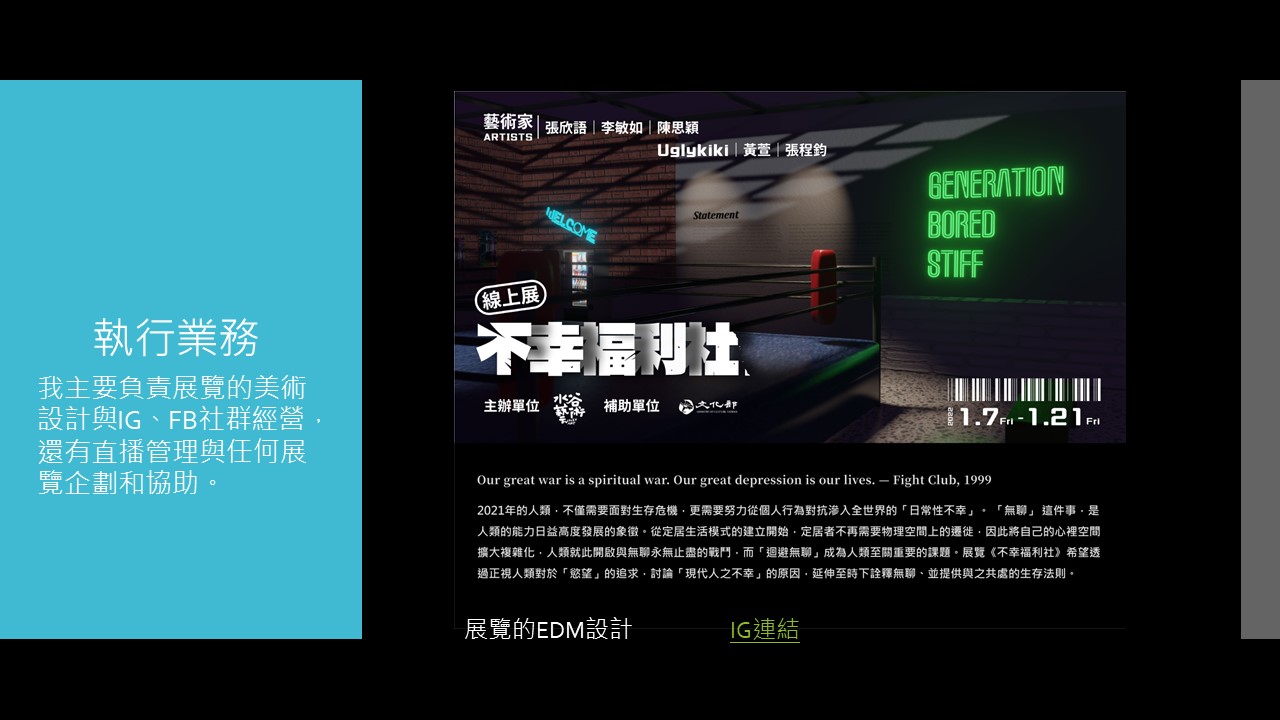 執行業務
我主要負責展覽的美術
設計與IG、FB社群經營，
還有直播管理與任何展
覽企劃和協助。
藝術家
ARTISTS
張欣語｜李敏如｜陳思穎
Uglykiki｜黃萱｜張程鈞
WELCOME
Statement
GENERATION
BORED
STIFF
線上展
不幸福利社
主辦單位 水谷藝術
補助單位 文化部
2022 1.7 Fri - 1.21 Fri
Our great war is a spiritual war. Our great depression is our lives. — Fight Club, 1999
2021年的人類，不僅需要面對生存危機，更需要努力從個人行為對抗滲入全世界的「日常性不幸」。「無聊」這件事，是
人類的能力日益高度發展的象徵。從定居生活模式的建立開始，定居者不再需要物理空間上的遷徙，因此將自己的心裡空間
擴大複雜化，人類就此開啟與無聊永無止盡的戰鬥，而「迴避無聊」成為人類至關重要的課題。展覽《不幸福利社》希望透
過正視人類對於「慾望」的追求，討論「現代人之不幸」的原因，延伸至時下詮釋無聊、並提供與之共處的生存法則。
展覽的EDM設計
IG連結